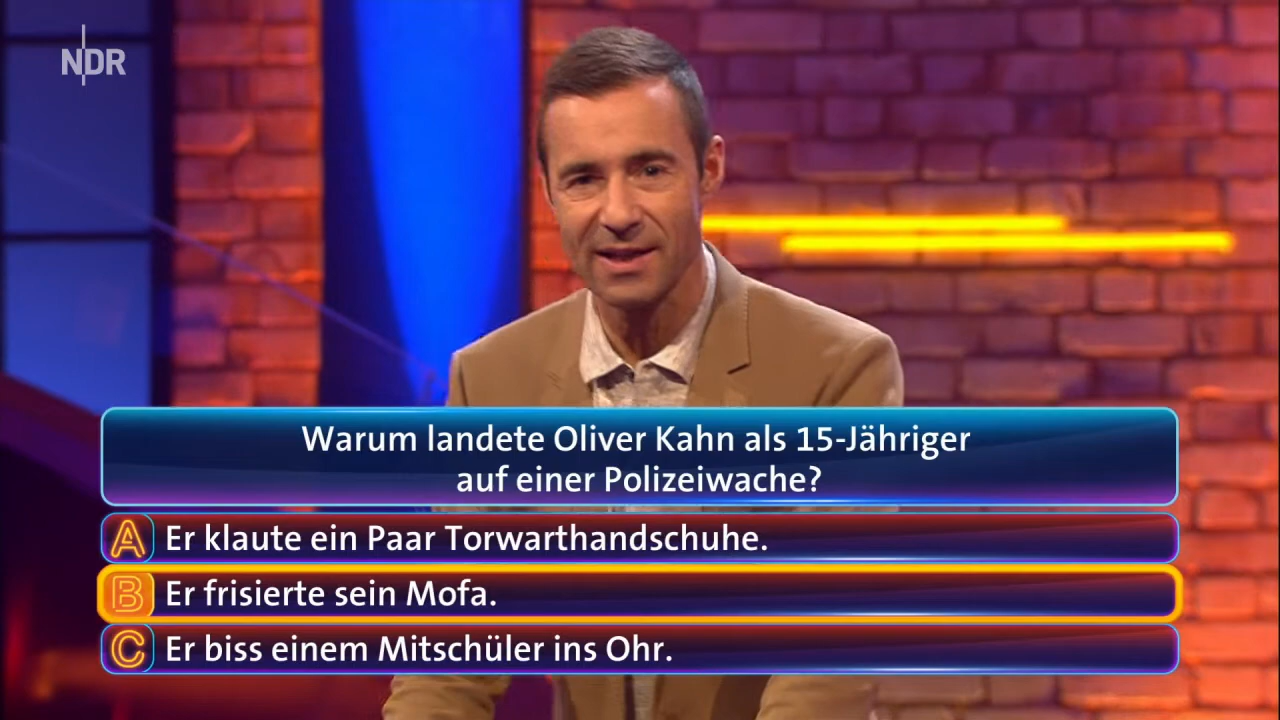 NDR
Warum landete Oliver Kahn als 15-Jähriger
auf einer Polizeiwache?
A Er klaute ein Paar Torwarthandschuhe.
B Er frisierte sein Mofa.
C Er biss einem Mitschüler ins Ohr.